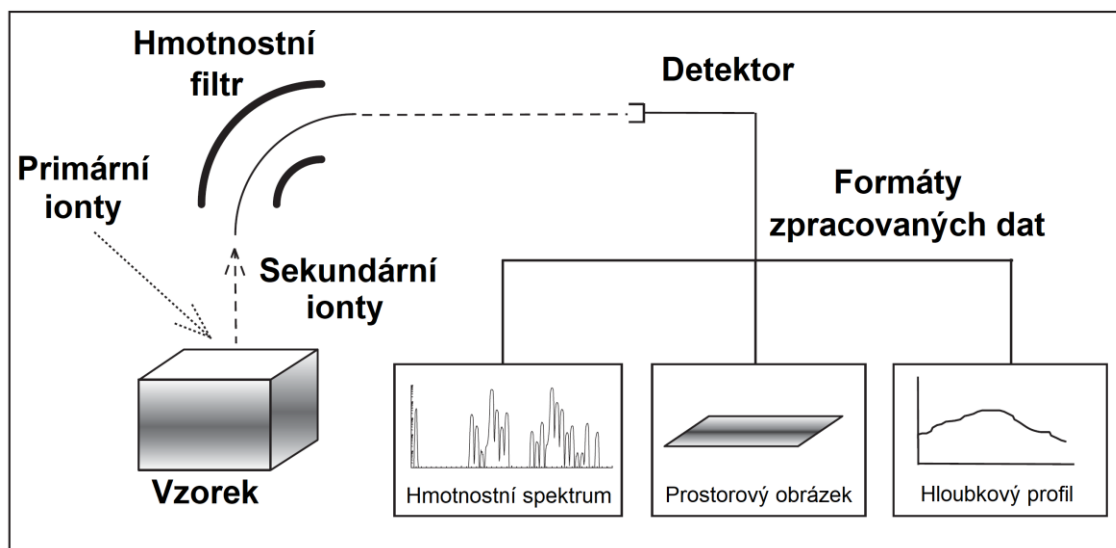 Hmotnostní
filtr
Detektor
Primární
ionty
Formáty
zpracovaných dat
Sekundární
ionty
Vzorek
Hmotnostní spektrum
Prostorový obrázek
Hloubkový profil